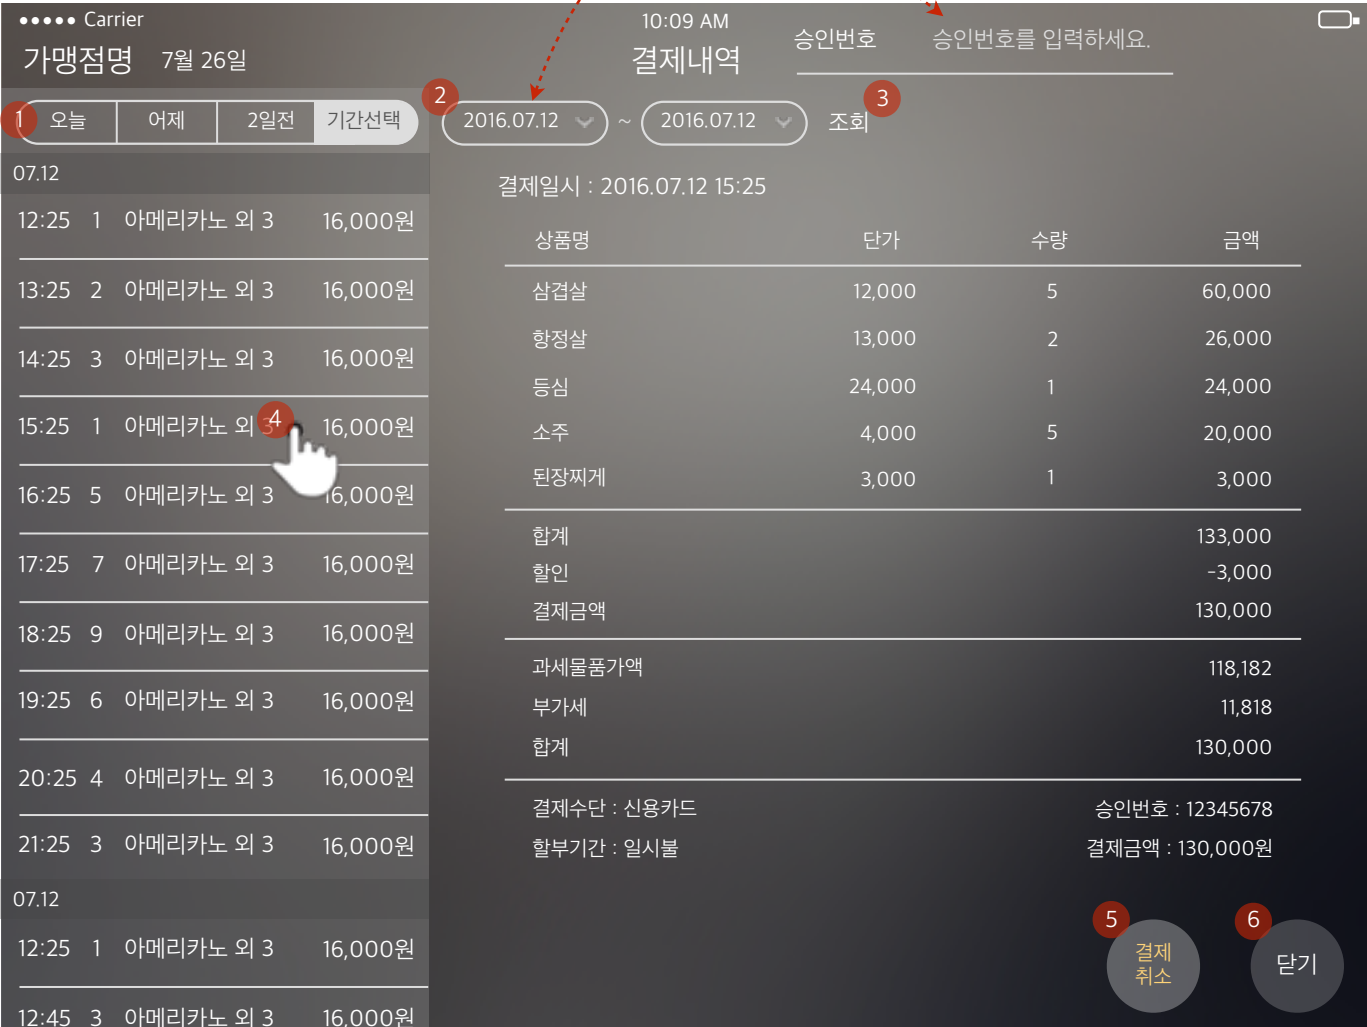 Carrier
10:09 AM
가맹점명 7월 26일
결제내역
승인번호 승인번호를 입력하세요.
1 오늘 어제 2일전 기간선택
2 2016.07.12 ~ 2016.07.12 조회 3
07.12
12:25 1 아메리카노 외 3 16,000원
13:25 2 아메리카노 외 3 16,000원
14:25 3 아메리카노 외 3 16,000원
15:25 1 아메리카노 외 3 4 16,000원
16:25 5 아메리카노 외 3 16,000원
17:25 7 아메리카노 외 3 16,000원
18:25 9 아메리카노 외 3 16,000원
19:25 6 아메리카노 외 3 16,000원
20:25 4 아메리카노 외 3 16,000원
21:25 3 아메리카노 외 3 16,000원
07.12
12:25 1 아메리카노 외 3 16,000원
12:45 3 아메리카노 외 3 16,000원
결제일시 : 2016.07.12 15:25
상품명 단가 수량 금액
삼겹살 12,000 5 60,000
항정살 13,000 2 26,000
등심 24,000 1 24,000
소주 4,000 5 20,000
된장찌게 3,000 1 3,000
합계 133,000
할인 -3,000
결제금액 130,000
과세물품가액 118,182
부가세 11,818
합계 130,000
결제수단 : 신용카드 승인번호 : 12345678
할부기간 : 일시불 결제금액 : 130,000원
5 6
결제
취소
닫기